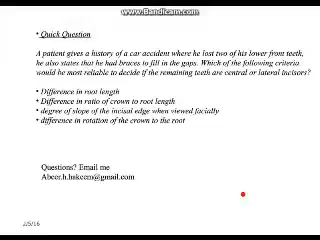 www.Bandicam.com
• Quick Question
A patient gives a history of a car accident where he lost two of his lower front teeth,
he also states that he had braces to fill in the gaps. Which of the following criteria
would be most reliable to decide if the remaining teeth are central or lateral incisors?
• Difference in root length
• Difference in ratio of crown to root length
• degree of slope of the incisal edge when viewed facially
• difference in rotation of the crown to the root
Questions? Email me
Abeer.h.hakeem@gmail.com
2/5/16